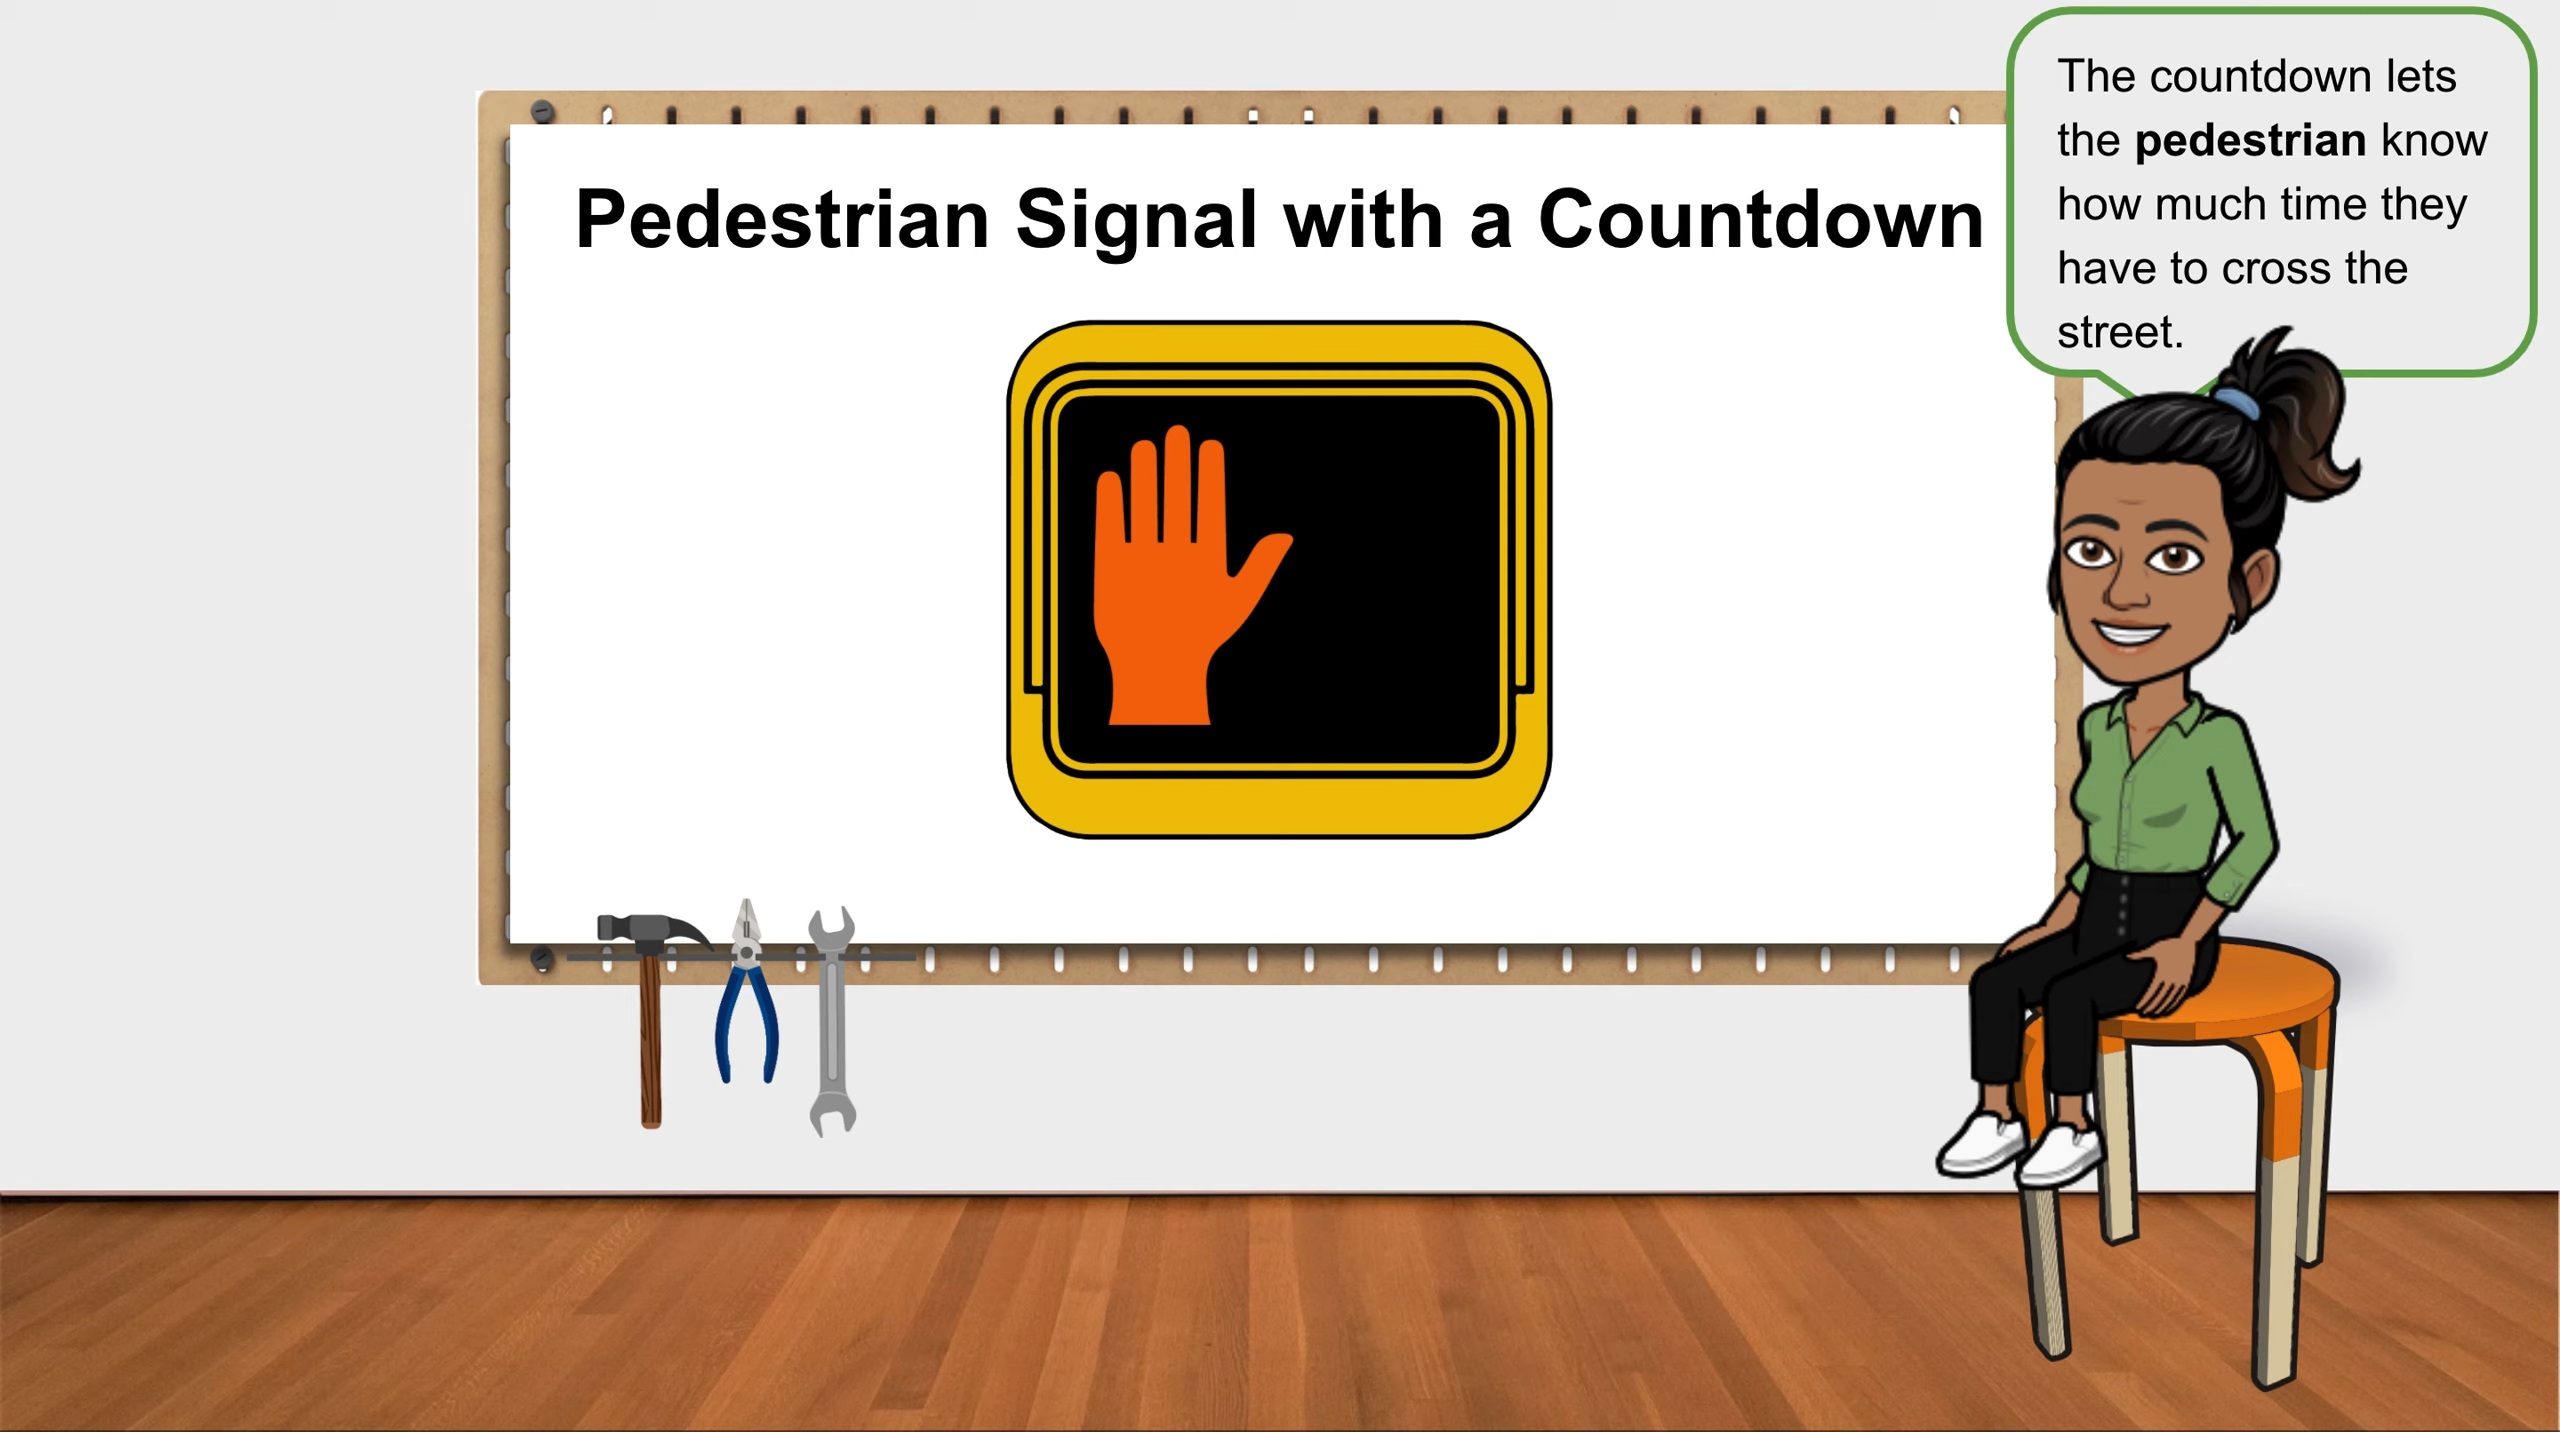 Pedestrian Signal with a Countdown
The countdown lets
the pedestrian know
how much time they
have to cross the
street.